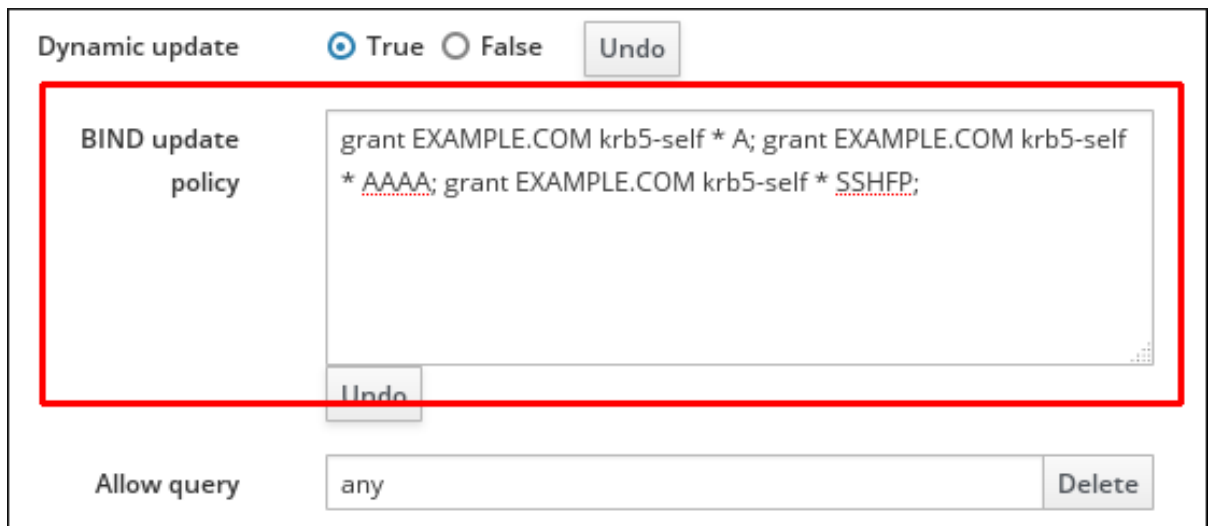 Dynamic update True False Undo
BIND update policy
grant EXAMPLE.COM krb5-self * A; grant EXAMPLE.COM krb5-self
* AAAA; grant EXAMPLE.COM krb5-self * SSHFP;
Undo
Allow query any Delete